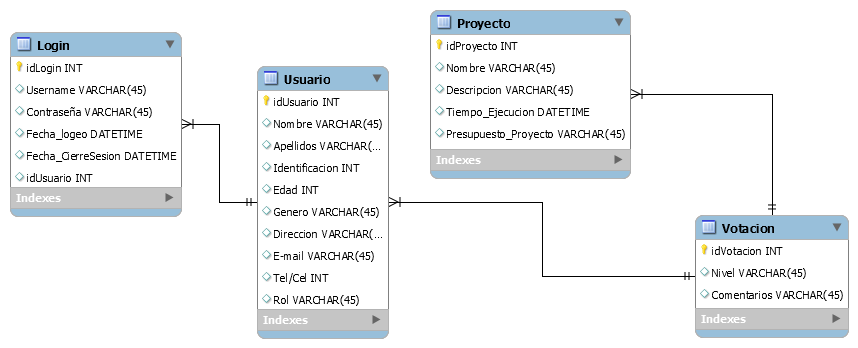 Login
idLogin INT
Username VARCHAR(45)
Contraseña VARCHAR(45)
Fecha_logeo DATETIME
Fecha_CierreSesion DATETIME
idUsuario INT
Indexes
Usuario
idUsuario INT
Nombre VARCHAR(45)
Apellidos VARCHAR(...
Identificacion INT
Edad INT
Genero VARCHAR(45)
Direccion VARCHAR(...
E-mail VARCHAR(45)
Tel/Cel INT
Rol VARCHAR(45)
Indexes
Proyecto
idProyecto INT
Nombre VARCHAR(45)
Descripcion VARCHAR(45)
Tiempo_Ejecucion DATETIME
Presupuesto_Proyecto VARCHAR(45)
Indexes
Votacion
idVotacion INT
Nivel VARCHAR(45)
Comentarios VARCHAR(45)
Indexes